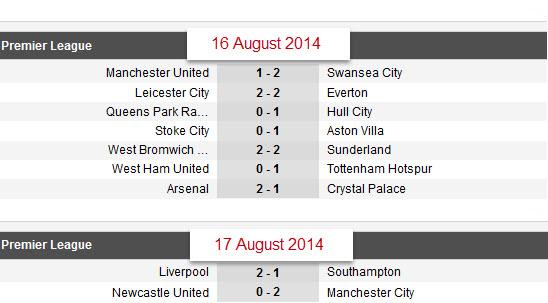 Premier League 16 August 2014
Manchester United 1 - 2 Swansea City
Leicester City 2 - 2 Everton
Queens Park Ra... 0 - 1 Hull City
Stoke City 0 - 1 Aston Villa
West Bromwich ... 2 - 2 Sunderland
West Ham United 0 - 1 Tottenham Hotspur
Arsenal 2 - 1 Crystal Palace
Premier League 17 August 2014
Liverpool 2 - 1 Southampton
Newcastle United 0 - 2 Manchester City